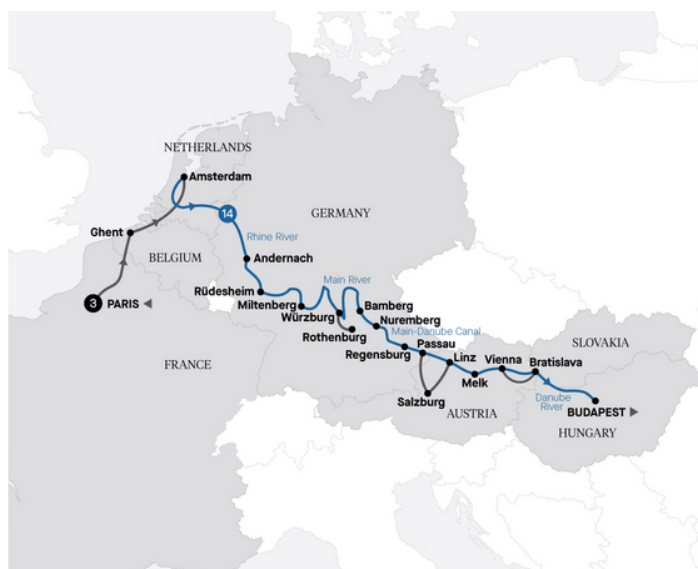 NETHERLANDS
Amsterdam
14
GERMANY
Ghent
Rhine River
BELGIUM
Andernach
Main River
Rüdesheim
3 PARIS
Miltenberg
Bamberg
Würzburg
Nuremberg
Rothenburg
Main-Danube Canal
Passau
Regensburg
SLOVAKIA
FRANCE
Linz
Vienna
Bratislava
Melk
Salzburg
Danube
River
AUSTRIA
BUDAPEST
HUNGARY